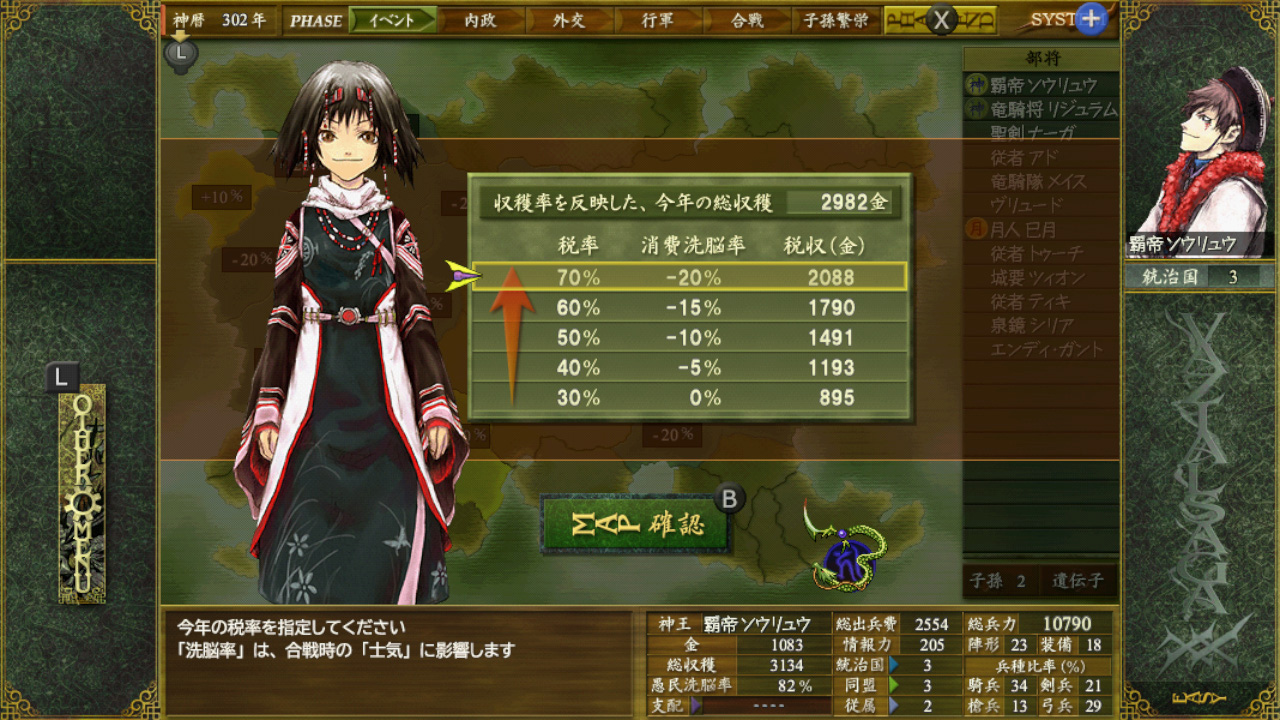 神暦 302年 PHASE イベント 内政 外交 行軍 合戦 子孫繁栄 PHA X END SYST +
L
部将
覇帝ソウリュウ
竜騎将 リジュラム
聖剣 ナーガ
従者 アド
竜騎隊 メイス
ヴリュード
月 月人 巳月
従者 トゥーチ
城要 ツィオン
従者 ティキ
泉鏡 シリア
エンディ・ガント
覇帝ソウリュウ
統治国 3
+10%
-20%
収穫率を反映した、今年の総収穫 2982金
税率 消費洗脳率 税収(金)
70% -20% 2088
60% -15% 1790
50% -10% 1491
40% -5% 1193
30% 0% 895
-20%
L
OTHER MENU
B
MAP 確認
子孫 2 遺伝子
今年の税率を指定してください
「洗脳率」は、合戦時の「士気」に影響します
神王 覇帝ソウリュウ 総出兵費 2554 総兵力 10790
金 1083 情報力 205 陣形 23 装備 18
総収穫 3134 統治国 3 兵種比率(%)
愚民洗脳率 82% 同盟 3 騎兵 34 剣兵 21
支配 ---- 従属 2 槍兵 13 弓兵 29
EASY